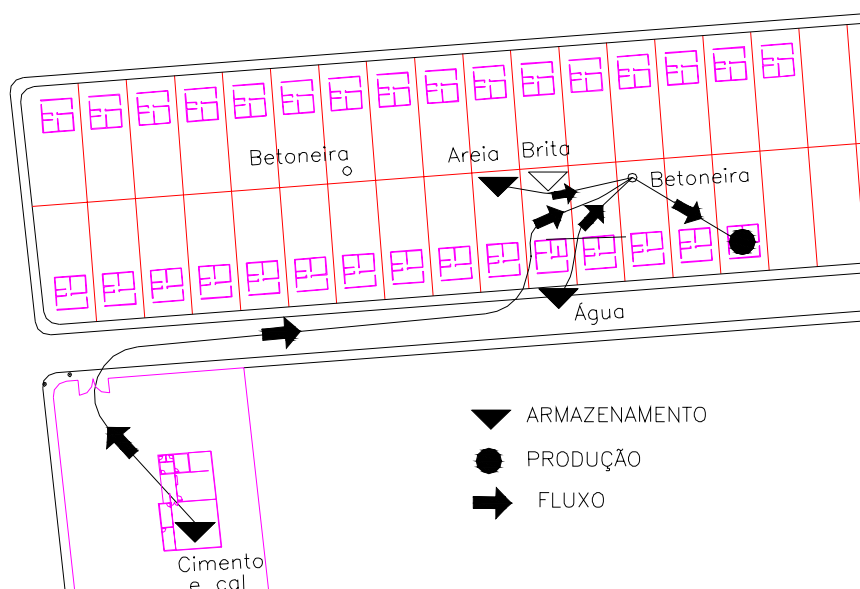 Betoneira
Areia
Brita
Betoneira
Água
ARMAZENAMENTO
PRODUÇÃO
FLUXO
Cimento
e cal